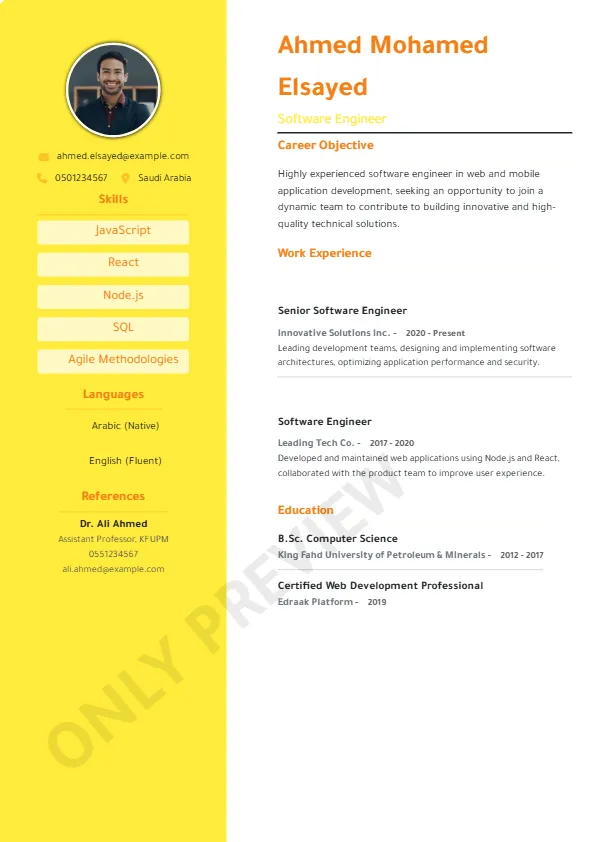 ahmed.elsayed@example.com
0501234567 Saudi Arabia
Skills
JavaScript
React
Node.js
SQL
Agile Methodologies
Languages
Arabic (Native)
English (Fluent)
References
Dr. Ali Ahmed
Assistant Professor, KFUPM
0551234567
ali.ahmed@example.com
Ahmed Mohamed
Elsayed
Software Engineer
Career Objective
Highly experienced software engineer in web and mobile
application development, seeking an opportunity to join a
dynamic team to contribute to building innovative and high-
quality technical solutions.
Work Experience
Senior Software Engineer
Innovative Solutions Inc. - 2020 - Present
Leading development teams, designing and implementing software
architectures, optimizing application performance and security.
Software Engineer
Leading Tech Co. - 2017 - 2020
Developed and maintained web applications using Node.js and React,
collaborated with the product team to improve user experience.
Education
B.Sc. Computer Science
King Fahd University of Petroleum & Minerals - 2012 - 2017
Certified Web Development Professional
Edraak Platform - 2019
ONLY PREVIEW